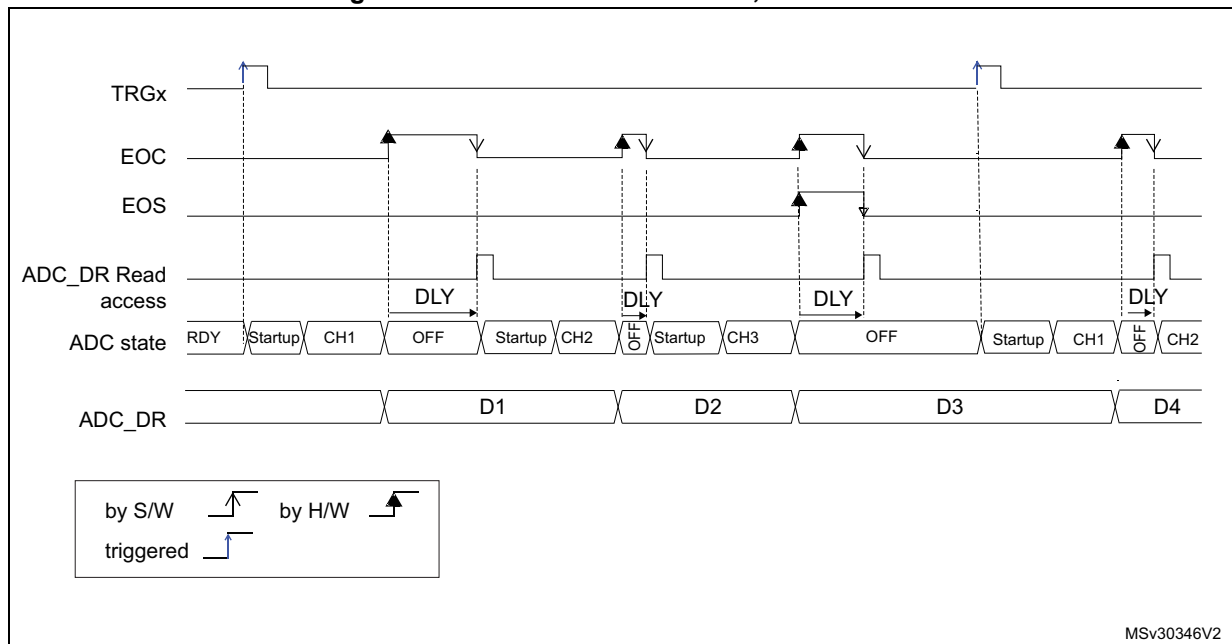 TRGx
EOC
EOS
ADC_DR Read
access
DLY DLY DLY DLY
ADC state RDY Startup CH1 OFF Startup CH2 OFF Startup CH3 OFF Startup CH1 OFF CH2
ADC_DR D1 D2 D3 D4
by S/W by H/W
triggered
MSv30346V2